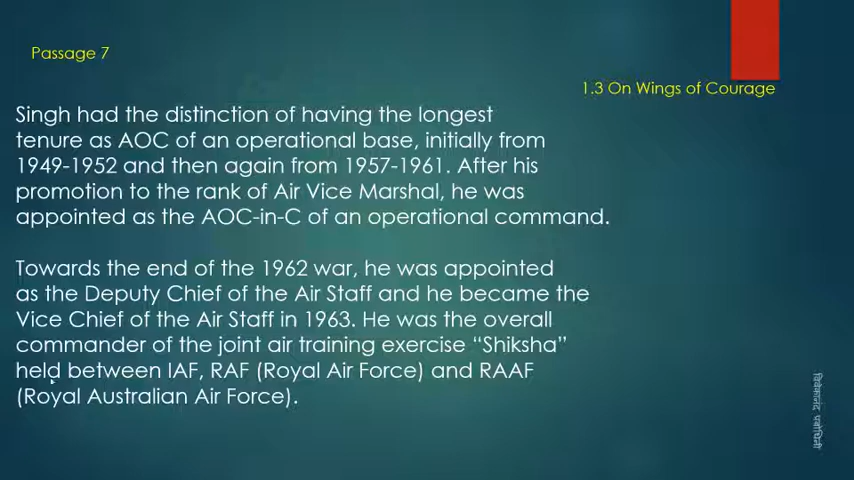 Passage 7
1.3 On Wings of Courage
Singh had the distinction of having the longest
tenure as AOC of an operational base, initially from
1949-1952 and then again from 1957-1961. After his
promotion to the rank of Air Vice Marshal, he was
appointed as the AOC-in-C of an operational command.
Towards the end of the 1962 war, he was appointed
as the Deputy Chief of the Air Staff and he became the
Vice Chief of the Air Staff in 1963. He was the overall
commander of the joint air training exercise “Shiksha”
held between IAF, RAF (Royal Air Force) and RAAF
(Royal Australian Air Force).